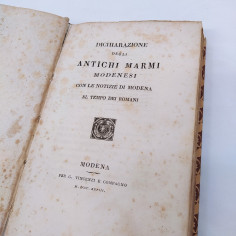 DICHIARAZIONE
DEGLI
ANTICHI MARMI
MODENESI
CON LE NOTIZIE DI MODENA
AL TEMPO DEI ROMANI
MODENA
PER G. VINCENZI E COMPAGNO